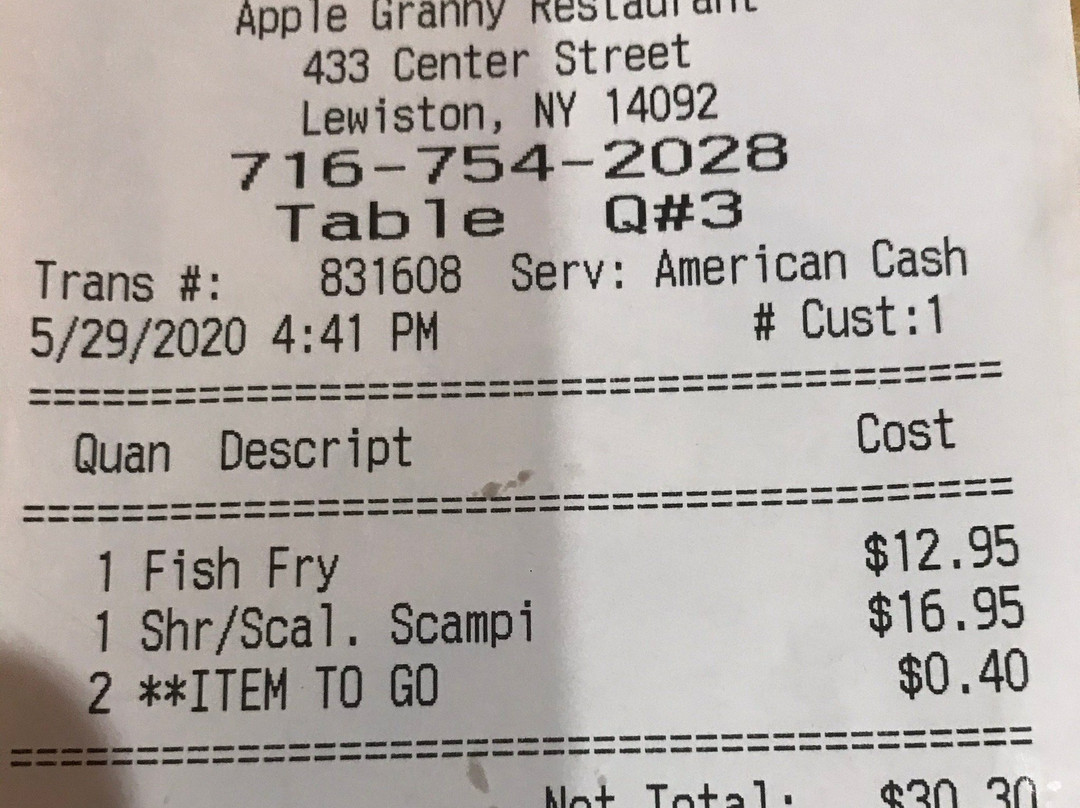 Apple Granny Restaurant
433 Center Street
Lewiston, NY 14092
716-754-2028
Table Q#3
Trans #: 831608 Serv: American Cash
5/29/2020 4:41 PM # Cust:1
======================================
Quan Descript Cost
======================================
1 Fish Fry $12.95
1 Shr/Scal. Scampi $16.95
2 **ITEM TO GO $0.40
======================================
Net Total: $30.30